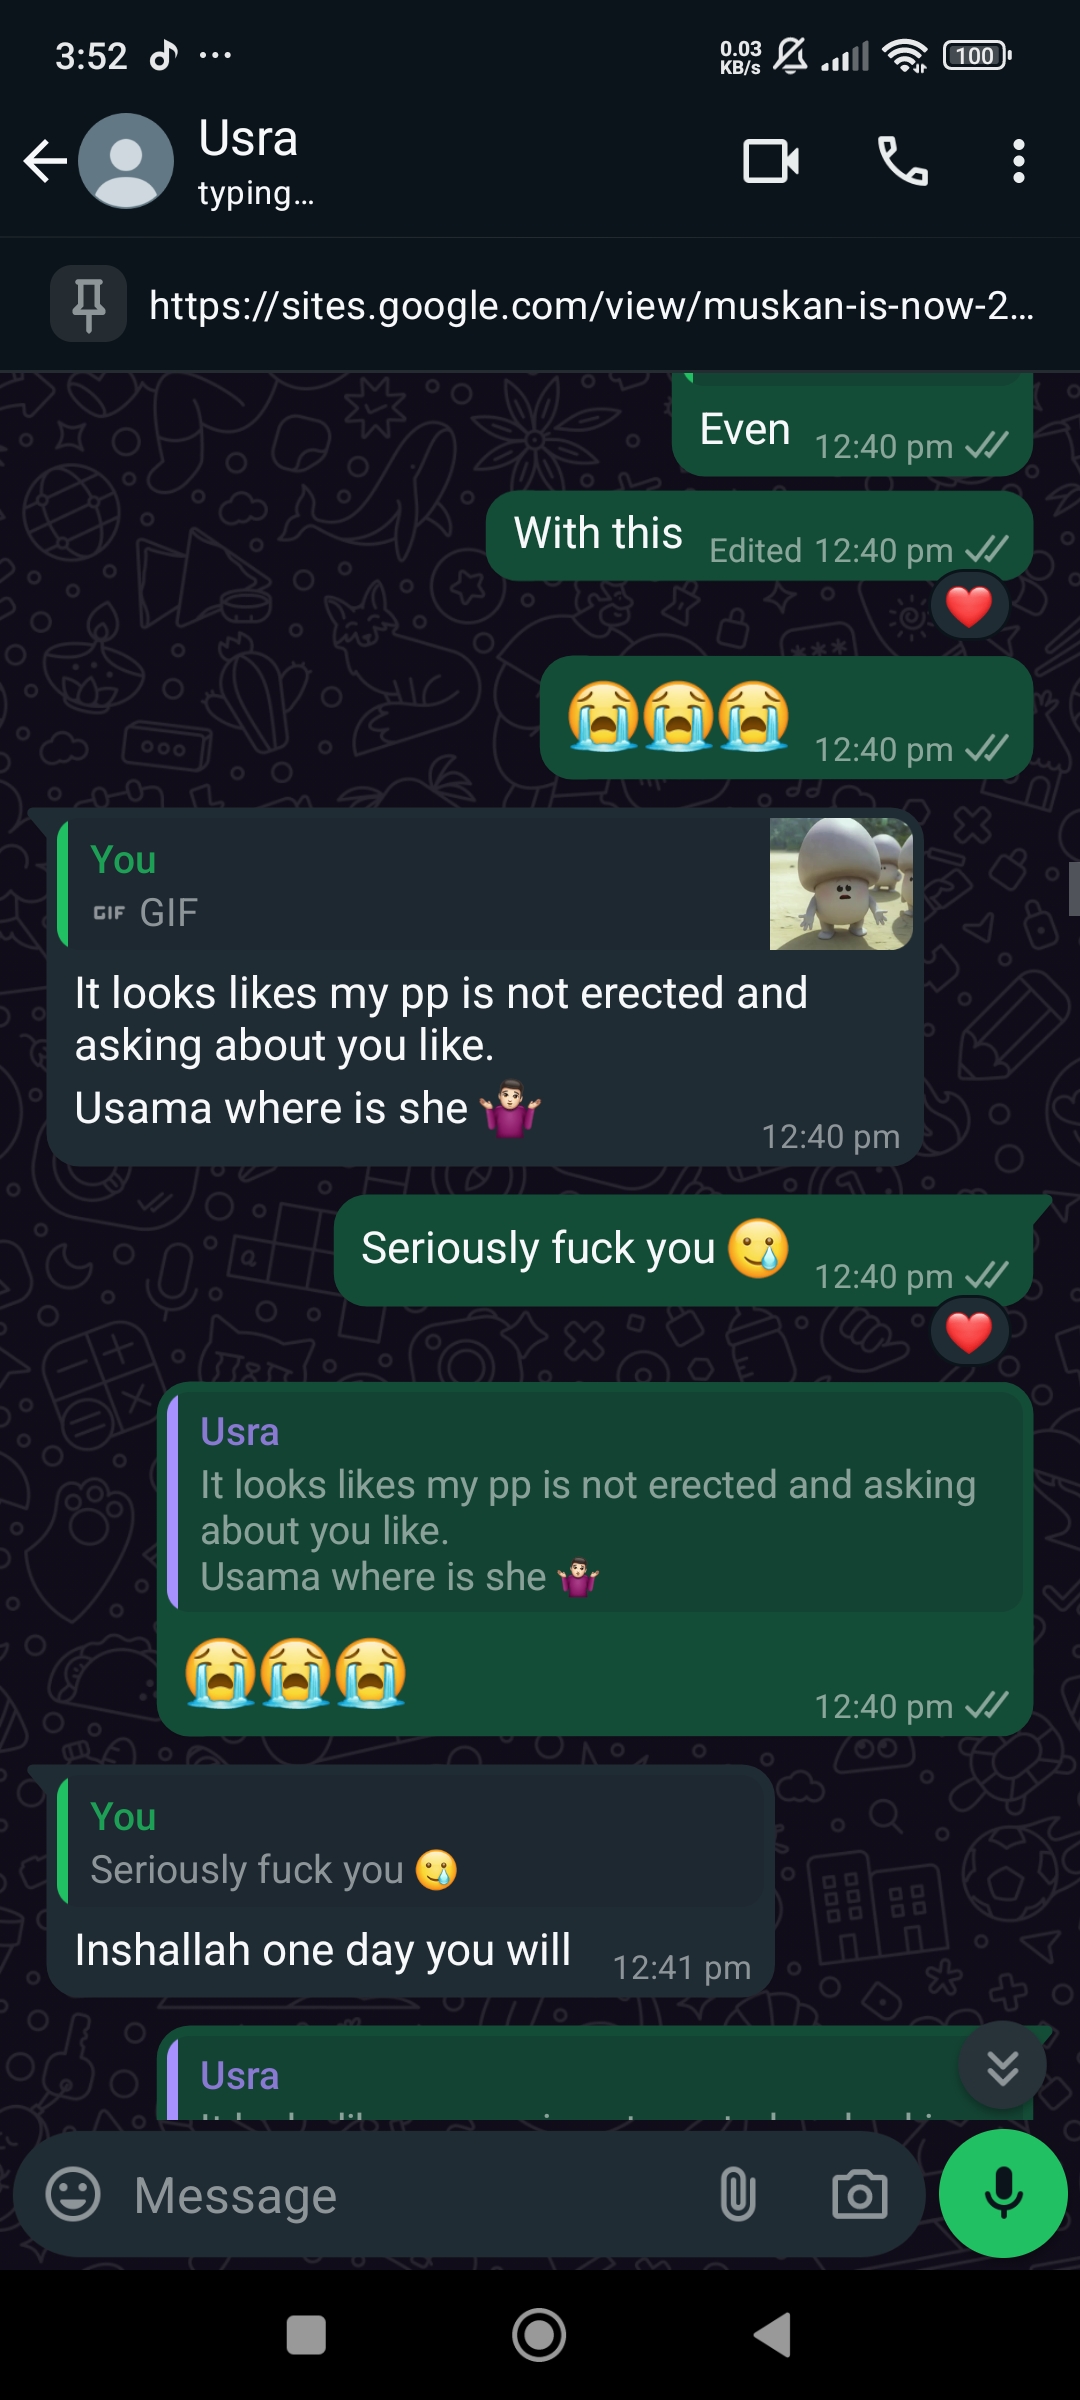 3:52
0.03
KB/s
100
Usra
typing...
https://sites.google.com/view/muskan-is-now-2...
Even 12:40 pm
With this Edited 12:40 pm
❤️
😭😭😭 12:40 pm
You
GIF GIF
It looks likes my pp is not erected and
asking about you like.
Usama where is she 🤷🏻‍♂️
12:40 pm
Seriously fuck you 🥲 12:40 pm
❤️
Usra
It looks likes my pp is not erected and asking
about you like.
Usama where is she 🤷🏻‍♂️
😭😭😭
12:40 pm
You
Seriously fuck you 🥲
Inshallah one day you will 12:41 pm
Usra
Message